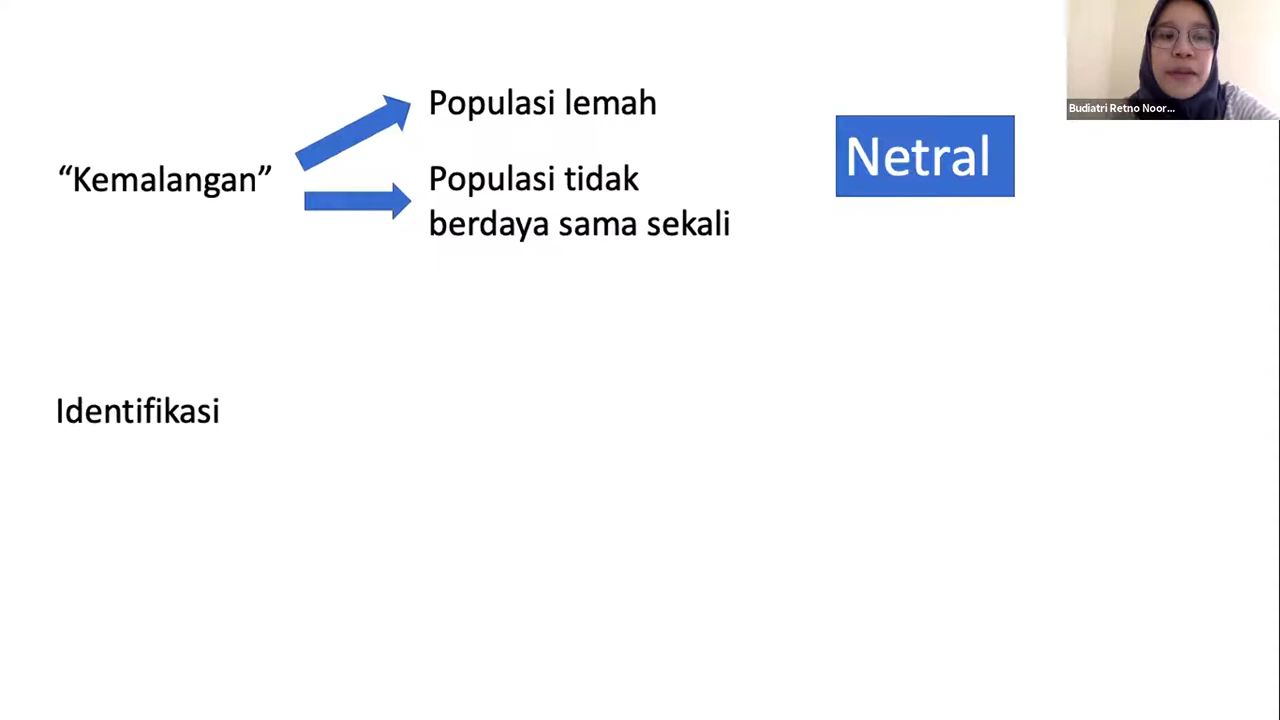 Populasi lemah
“Kemalangan”
Populasi tidak
berdaya sama sekali
Netral
Budiatri Retno Noor...
Identifikasi